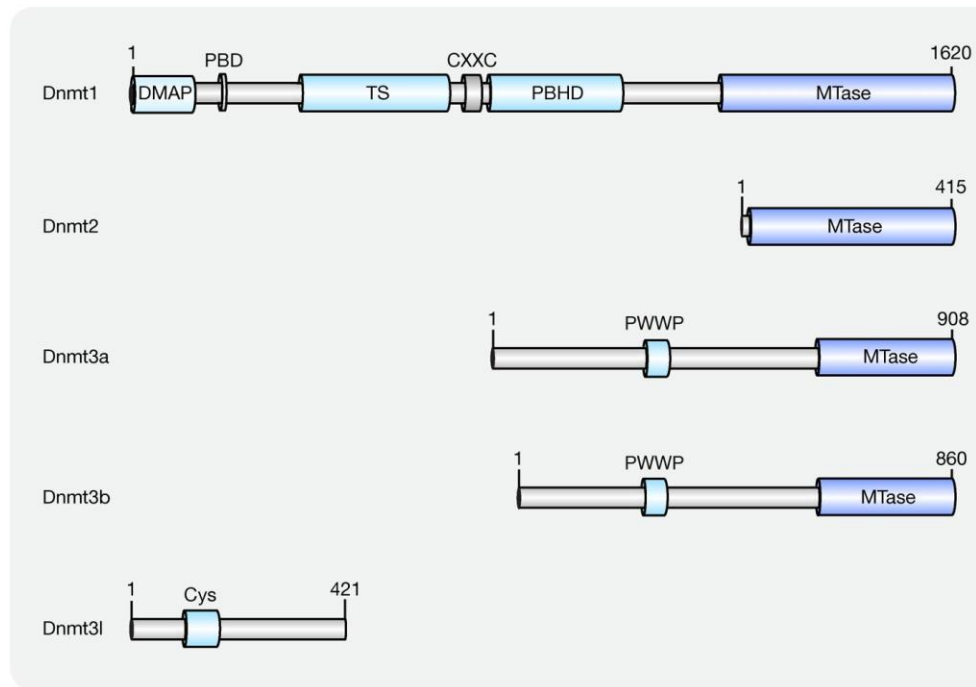 1 PBD CXXC 1620
Dnmt1 DMAP TS PBHD MTase
1 415
Dnmt2 MTase
1 PWWP 908
Dnmt3a MTase
1 PWWP 860
Dnmt3b MTase
1 Cys 421
Dnmt3l